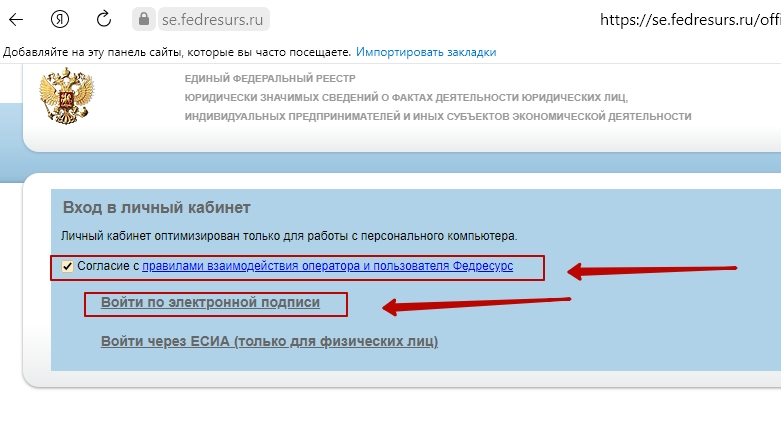 se.fedresurs.ru
https://se.fedresurs.ru/offi
Добавляйте на эту панель сайты, которые вы часто посещаете. Импортировать закладки
ЕДИНЫЙ ФЕДЕРАЛЬНЫЙ РЕЕСТР
ЮРИДИЧЕСКИ ЗНАЧИМЫХ СВЕДЕНИЙ О ФАКТАХ ДЕЯТЕЛЬНОСТИ ЮРИДИЧЕСКИХ ЛИЦ,
ИНДИВИДУАЛЬНЫХ ПРЕДПРИНИМАТЕЛЕЙ И ИНЫХ СУБЪЕКТОВ ЭКОНОМИЧЕСКОЙ ДЕЯТЕЛЬНОСТИ
Вход в личный кабинет
Личный кабинет оптимизирован только для работы с персонального компьютера.
Согласие с правилами взаимодействия оператора и пользователя Федресурс
Войти по электронной подписи
Войти через ЕСИА (только для физических лиц)